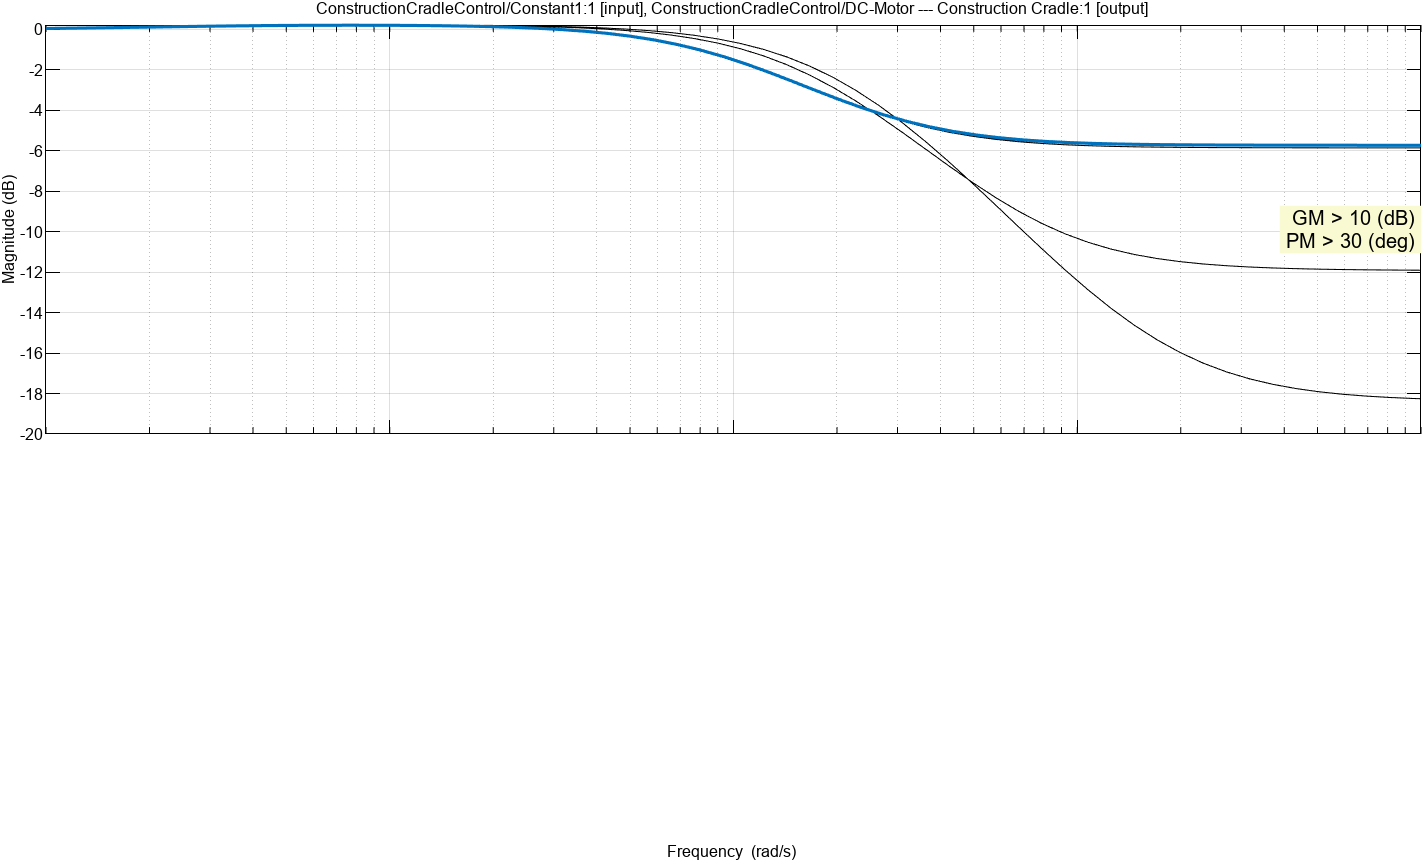 ConstructionCradleControl/Constant1:1 [input], ConstructionCradleControl/DC-Motor --- Construction Cradle:1 [output]
0
-2
-4
-6
-8
-10
-12
-14
-16
-18
-20
Magnitude (dB)
GM > 10 (dB)
PM > 30 (deg)
Frequency (rad/s)